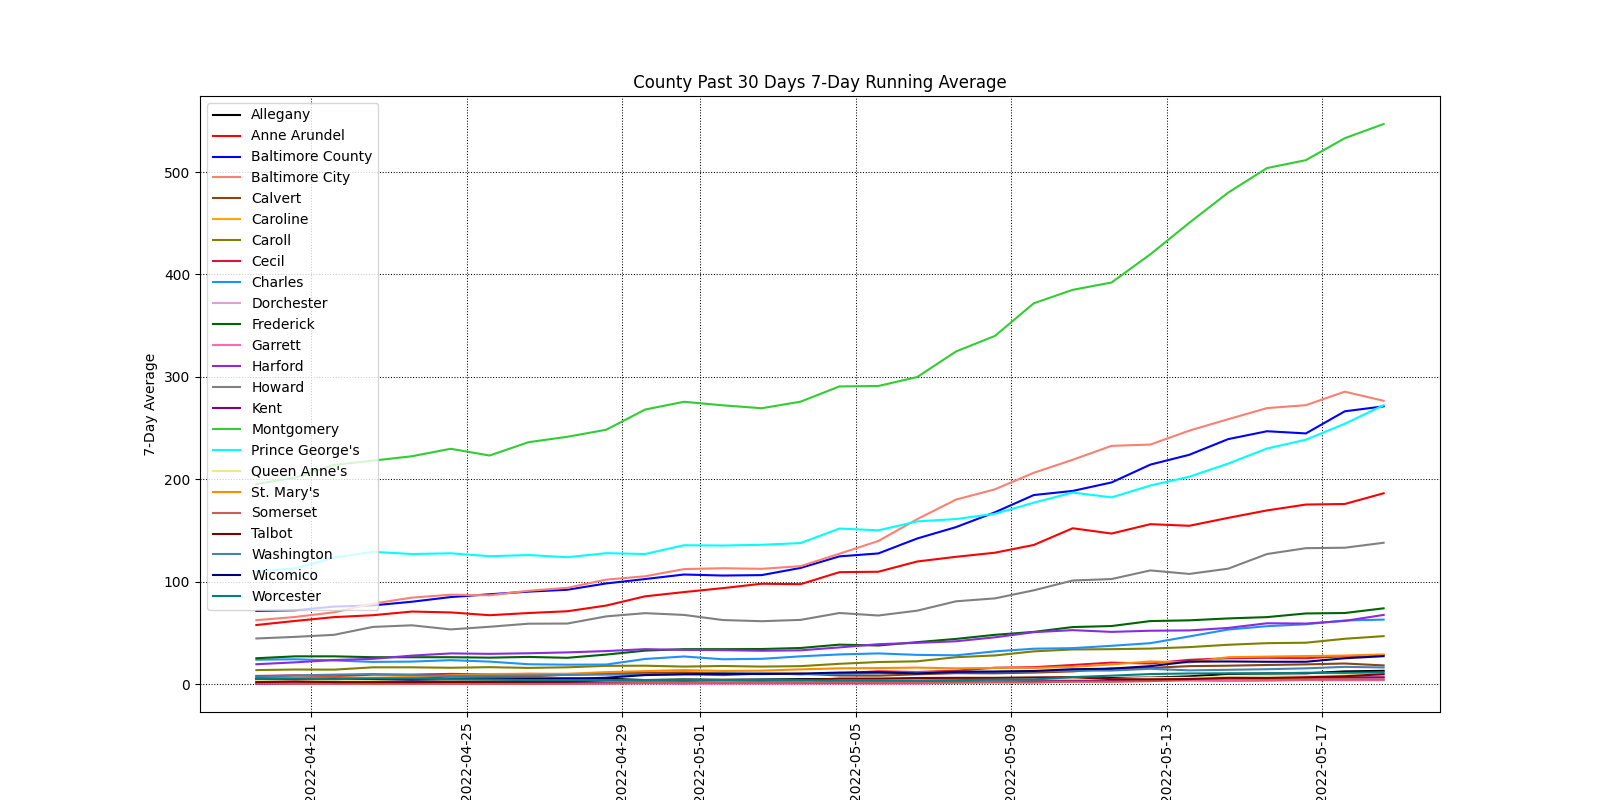 County Past 30 Days 7-Day Running Average
7-Day Average
500
400
300
200
100
0
Allegany
Anne Arundel
Baltimore County
Baltimore City
Calvert
Caroline
Caroll
Cecil
Charles
Dorchester
Frederick
Garrett
Harford
Howard
Kent
Montgomery
Prince George's
Queen Anne's
St. Mary's
Somerset
Talbot
Washington
Wicomico
Worcester
2022-04-21
2022-04-25
2022-04-29
2022-05-01
2022-05-05
2022-05-09
2022-05-13
2022-05-17